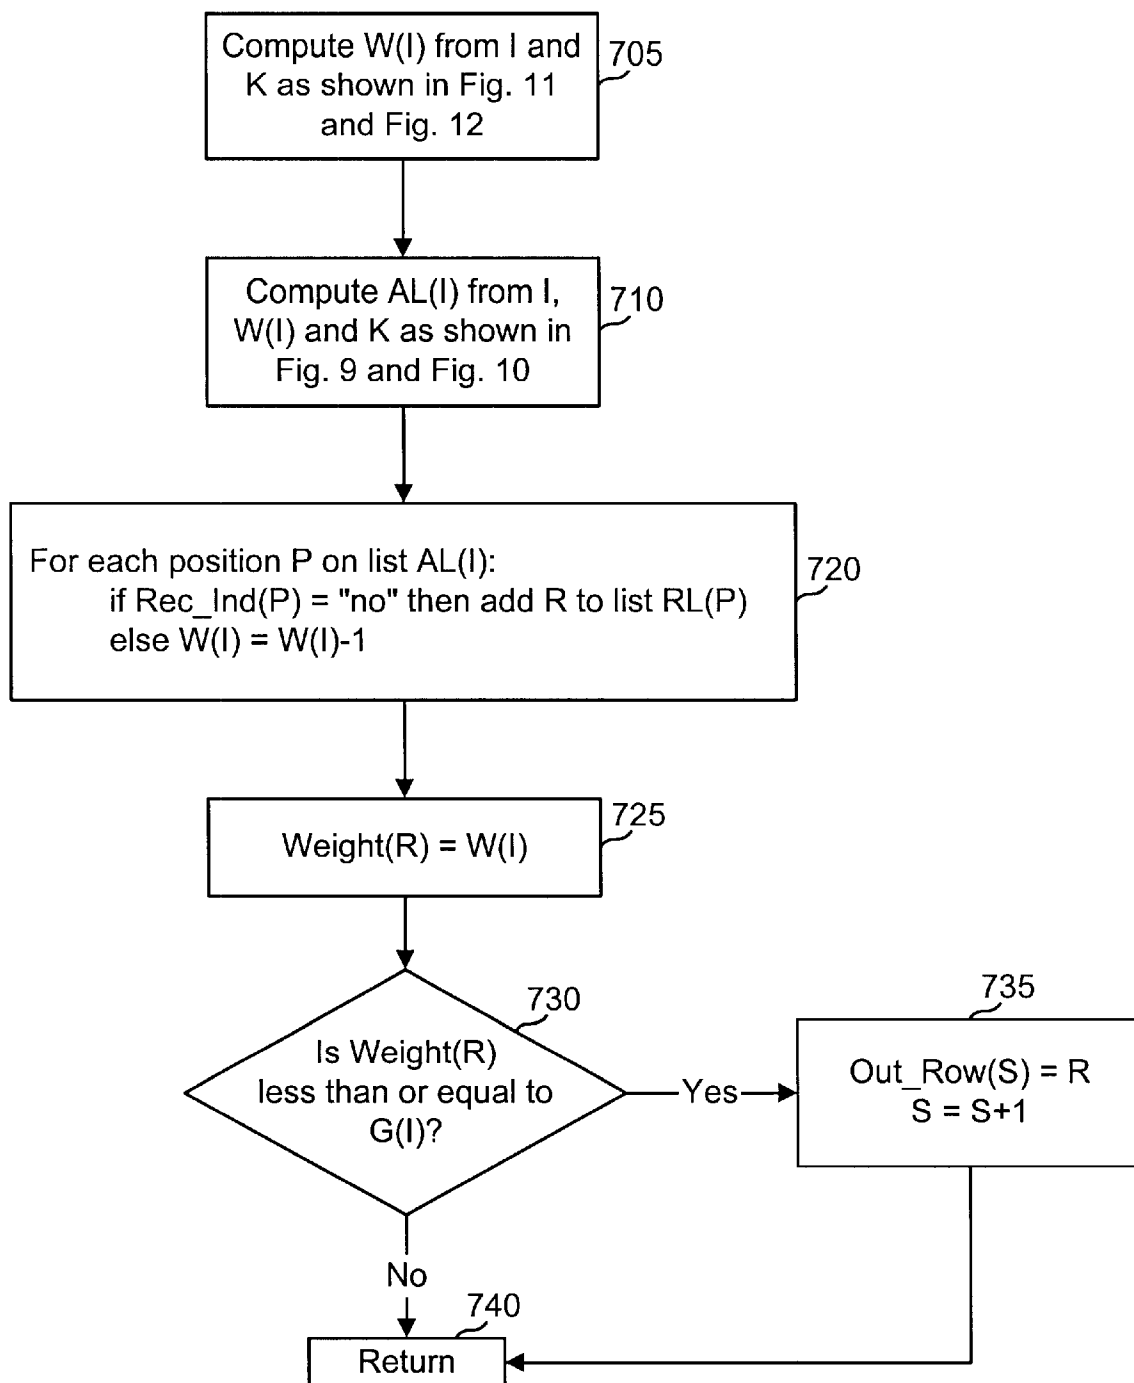 Compute W(I) from I and
K as shown in Fig. 11
and Fig. 12
705
Compute AL(I) from I,
W(I) and K as shown in
Fig. 9 and Fig. 10
710
For each position P on list AL(I):
if Rec_Ind(P) = "no" then add R to list RL(P)
else W(I) = W(I)-1
720
Weight(R) = W(I)
725
730
Is Weight(R)
less than or equal to
G(I)?
Yes
735
Out_Row(S) = R
S = S+1
No
740
Return